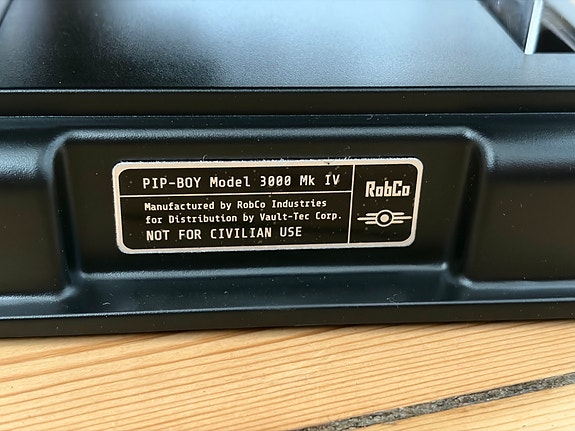 PIP-BOY Model 3000 Mk IV
Manufactured by RobCo Industries
for Distribution by Vault-Tec Corp.
NOT FOR CIVILIAN USE
RobCo